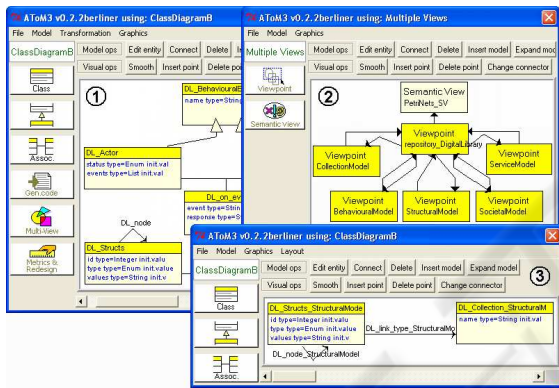 AToM3 v0.2.2berliner using: ClassDiagramB
File Model Transformation Graphics
ClassDiagramB
Model ops Edit entity Connect Delete
Visual ops Smooth Insert point Delete poi
Class
Assoc.
Gen.code
Multi-View
Metrics &
Redesign
1
DL_BehaviouralE
name type=String
DL_Actor
status type=Enum init.val
events type=List init.val
DL_on_ev
event type=Strin
response type=S
DL_node
DL_Structs
id type=Integer init.valu
type type=Enum init.value
values type=String init.v
AToM3 v0.2.2berliner using: Multiple Views
File Model Graphics
Multiple Views
Model ops Edit entity Connect Delete Insert model Expand mod
Visual ops Smooth Insert point Delete point Change connector
Viewpoint
Semantic View
2
Semantic View
PetriNets_SV
Viewpoint
repository_DigitalLibrary
Viewpoint
CollectionModel
Viewpoint
ServiceModel
Viewpoint
BehaviouralModel
Viewpoint
StructuralModel
Viewpoint
SocietalModel
AToM3 v0.2.2berliner using: ClassDiagramB
File Model Graphics Layout
ClassDiagramB
Model ops Edit entity Connect Delete Insert model Expand model
Visual ops Smooth Insert point Delete point Change connector
Class
Assoc.
3
DL_Structs_StructuralModel
id type=Integer init.valu
type type=Enum init.value
values type=String init.v
DL_link_type_StructuralMo
DL_node_StructuralModel
DL_Collection_StructuralM
name type=String init.val